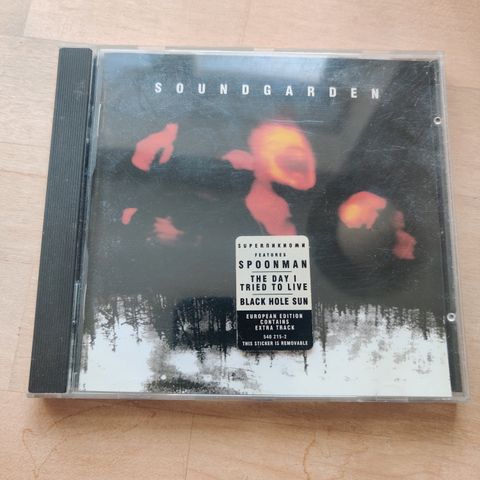 SOUNDGARDEN
SUPERUNKNOWN
FEATURES
SPOONMAN
THE DAY I
TRIED TO LIVE
BLACK HOLE SUN
EUROPEAN EDITION
CONTAINS
EXTRA TRACK
540 215-2
THIS STICKER IS REMOVABLE